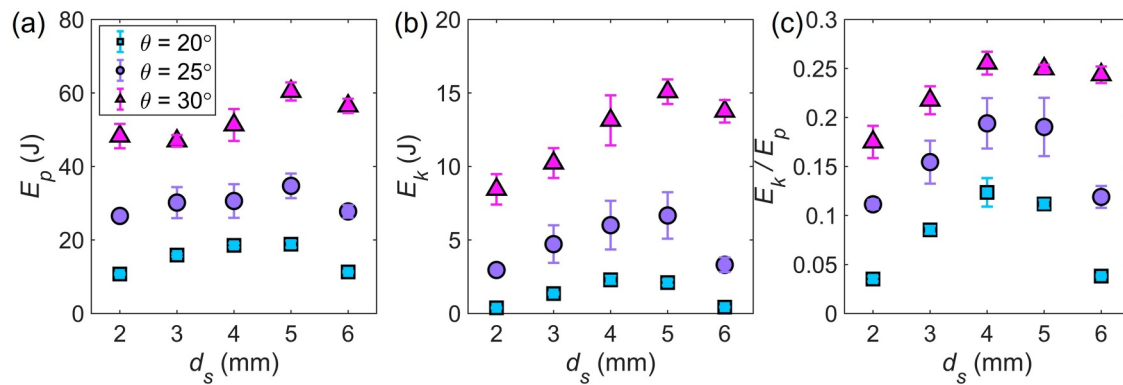 (a)
80
60
40
20
0
E_p (J)
θ = 20°
θ = 25°
θ = 30°
2 3 4 5 6
d_s (mm)
(b)
20
15
10
5
0
E_k (J)
2 3 4 5 6
d_s (mm)
(c)
0.3
0.25
0.2
0.15
0.1
0.05
0
E_k / E_p
2 3 4 5 6
d_s (mm)